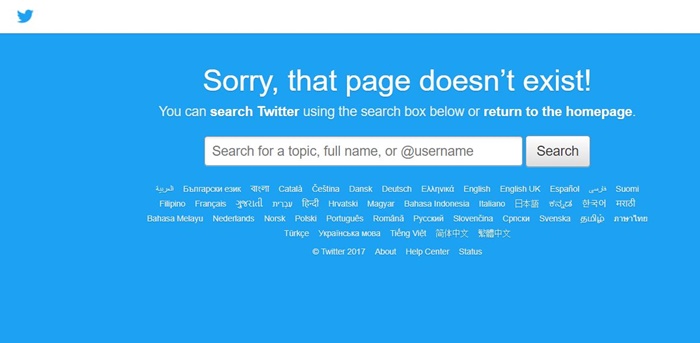 Sorry, that page doesn’t exist!
You can search Twitter using the search box below or return to the homepage.
Search for a topic, full name, or @username Search
العربية Български език বাংলা Català Čeština Dansk Deutsch Ελληνικά English English UK Español فارسی Suomi
Filipino Français ગુજરાતી עברית हिन्दी Hrvatski Magyar Bahasa Indonesia Italiano 日本語 ಕನ್ನಡ 한국어 मराठी
Bahasa Melayu Nederlands Norsk Polski Português Română Русский Slovenčina Српски Svenska தமிழ் ภาษาไทย
Türkçe Українська мова Tiếng Việt 简体中文 繁體中文
© Twitter 2017 About Help Center Status